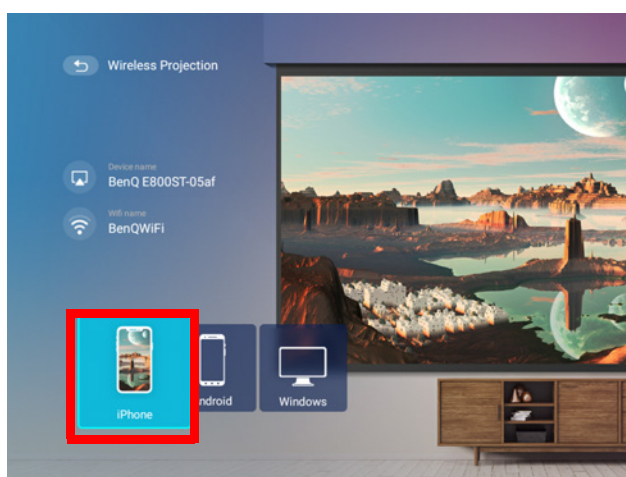 Wireless Projection
Device name
BenQ E800ST-05af
Wifi name
BenQWiFi
iPhone
ndroid
Windows